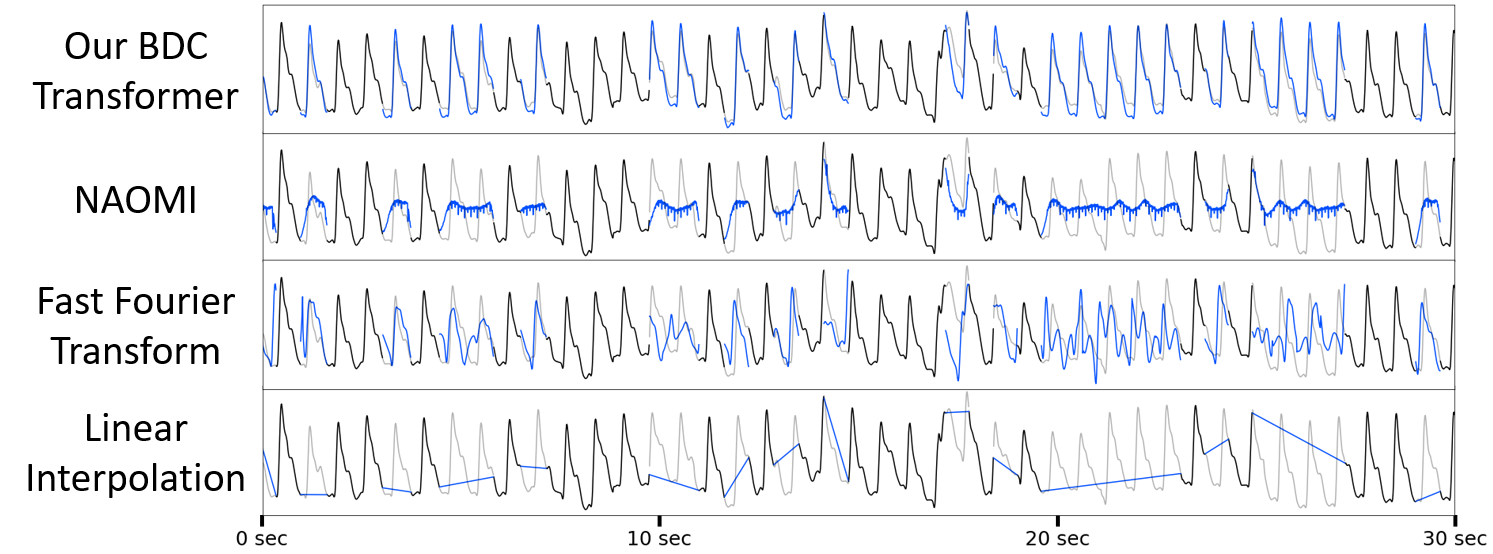 Our BDC
Transformer
NAOMI
Fast Fourier
Transform
Linear
Interpolation
0 sec
10 sec
20 sec
30 sec